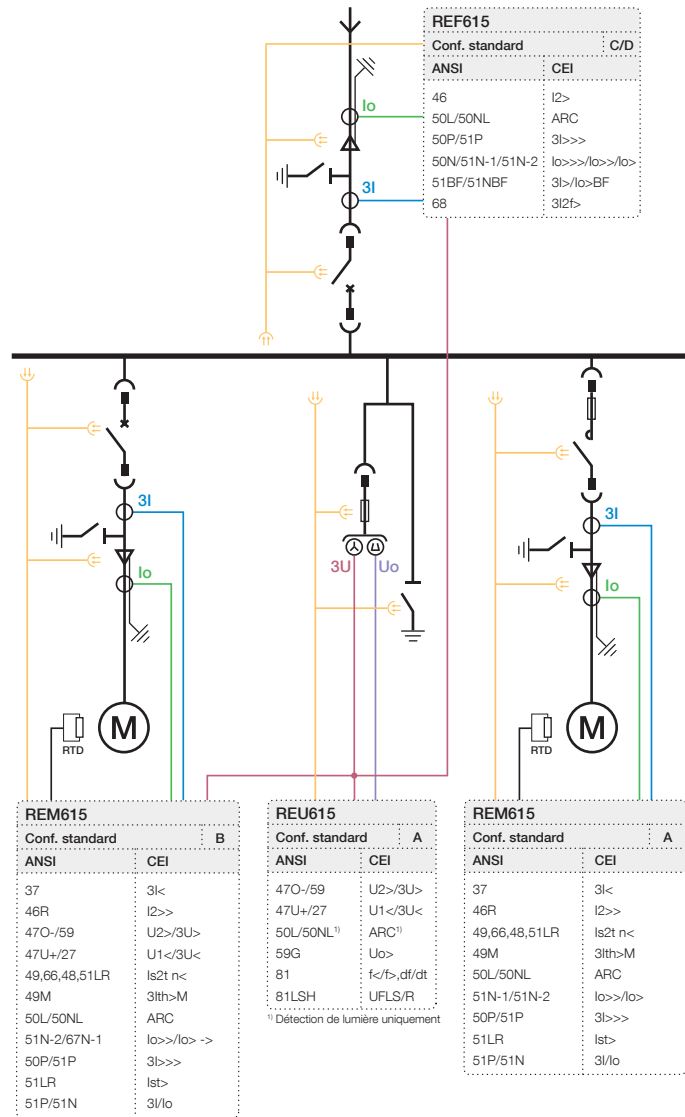 REF615
Conf. standard C/D
ANSI CEI
46 I2>
50L/50NL ARC
50P/51P 3I>>>
50N/51N-1/51N-2 Io>>>/Io>>/Io>
51BF/51NBF 3I>/Io>BF
68 3I2f>
Io
3I
3I
Io
M
RTD
3U Uo
3I
Io
M
RTD
REM615
Conf. standard B
ANSI CEI
37 3I<
46R I2>>
47O-/59 U2>/3U>
47U+/27 U1</3U<
49,66,48,51LR Is2t n<
49M 3Ith>M
50L/50NL ARC
51N-2/67N-1 Io>>/Io> ->
50P/51P 3I>>>
51LR Ist>
51P/51N 3I/Io
REU615
Conf. standard A
ANSI CEI
47O-/59 U2>/3U>
47U+/27 U1</3U<
50L/50NL¹⁾ ARC¹⁾
59G Uo>
81 f</f>,df/dt
81LSH UFLS/R
¹⁾ Détection de lumière uniquement
REM615
Conf. standard A
ANSI CEI
37 3I<
46R I2>>
49,66,48,51LR Is2t n<
49M 3Ith>M
50L/50NL ARC
51N-1/51N-2 Io>>/Io>
50P/51P 3I>>>
51LR Ist>
51P/51N 3I/Io